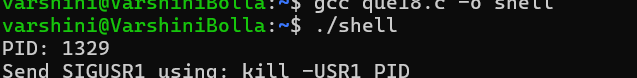 varshini@VarshiniBolla:~$ gcc que18.c -o shell
varshini@VarshiniBolla:~$ ./shell
PID: 1329
Send SIGUSR1 using: kill -USR1 PID